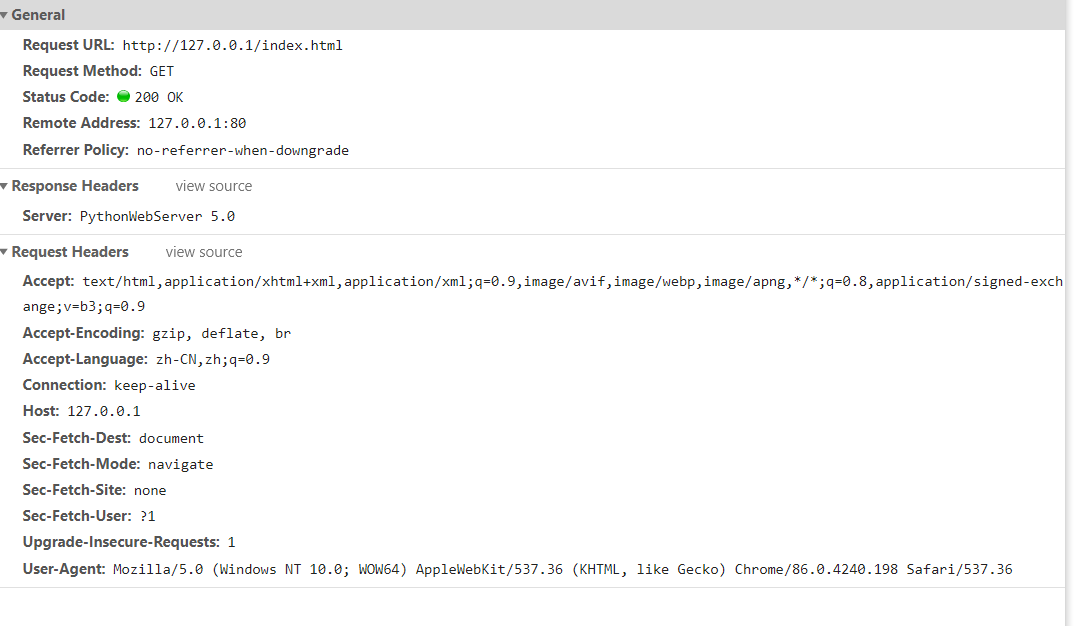 General
Request URL: http://127.0.0.1/index.html
Request Method: GET
Status Code: 200 OK
Remote Address: 127.0.0.1:80
Referrer Policy: no-referrer-when-downgrade
Response Headers view source
Server: PythonWebServer 5.0
Request Headers view source
Accept: text/html,application/xhtml+xml,application/xml;q=0.9,image/avif,image/webp,image/apng,*/*;q=0.8,application/signed-exch
ange;v=b3;q=0.9
Accept-Encoding: gzip, deflate, br
Accept-Language: zh-CN,zh;q=0.9
Connection: keep-alive
Host: 127.0.0.1
Sec-Fetch-Dest: document
Sec-Fetch-Mode: navigate
Sec-Fetch-Site: none
Sec-Fetch-User: ?1
Upgrade-Insecure-Requests: 1
User-Agent: Mozilla/5.0 (Windows NT 10.0; WOW64) AppleWebKit/537.36 (KHTML, like Gecko) Chrome/86.0.4240.198 Safari/537.36